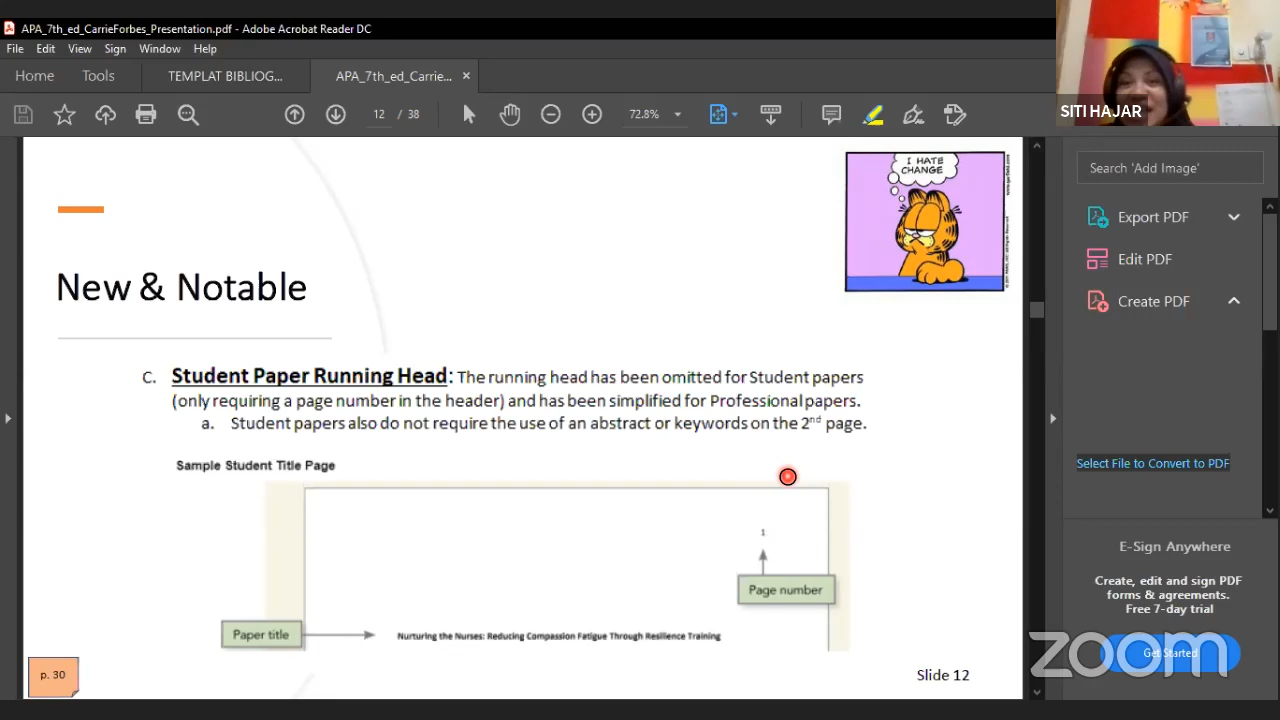 APA_7th_ed_CarrieForbes_Presentation.pdf - Adobe Acrobat Reader DC
File Edit View Sign Window Help
Home Tools TEMPLAT BIBLIOG... APA_7th_ed_Carrie... ×
12 / 38 72.8%
SITI HAJAR
I HATE
CHANGE
New & Notable
C. Student Paper Running Head: The running head has been omitted for Student papers
(only requiring a page number in the header) and has been simplified for Professional papers.
a. Student papers also do not require the use of an abstract or keywords on the 2nd page.
Sample Student Title Page
1
Page number
Paper title
Nurturing the Nurses: Reducing Compassion Fatigue Through Resilience Training
p. 30
Slide 12
Search 'Add Image'
Export PDF
Edit PDF
Create PDF
Select File to Convert to PDF
E-Sign Anywhere
Create, edit and sign PDF
forms & agreements.
Free 7-day trial
Get Started
zoom